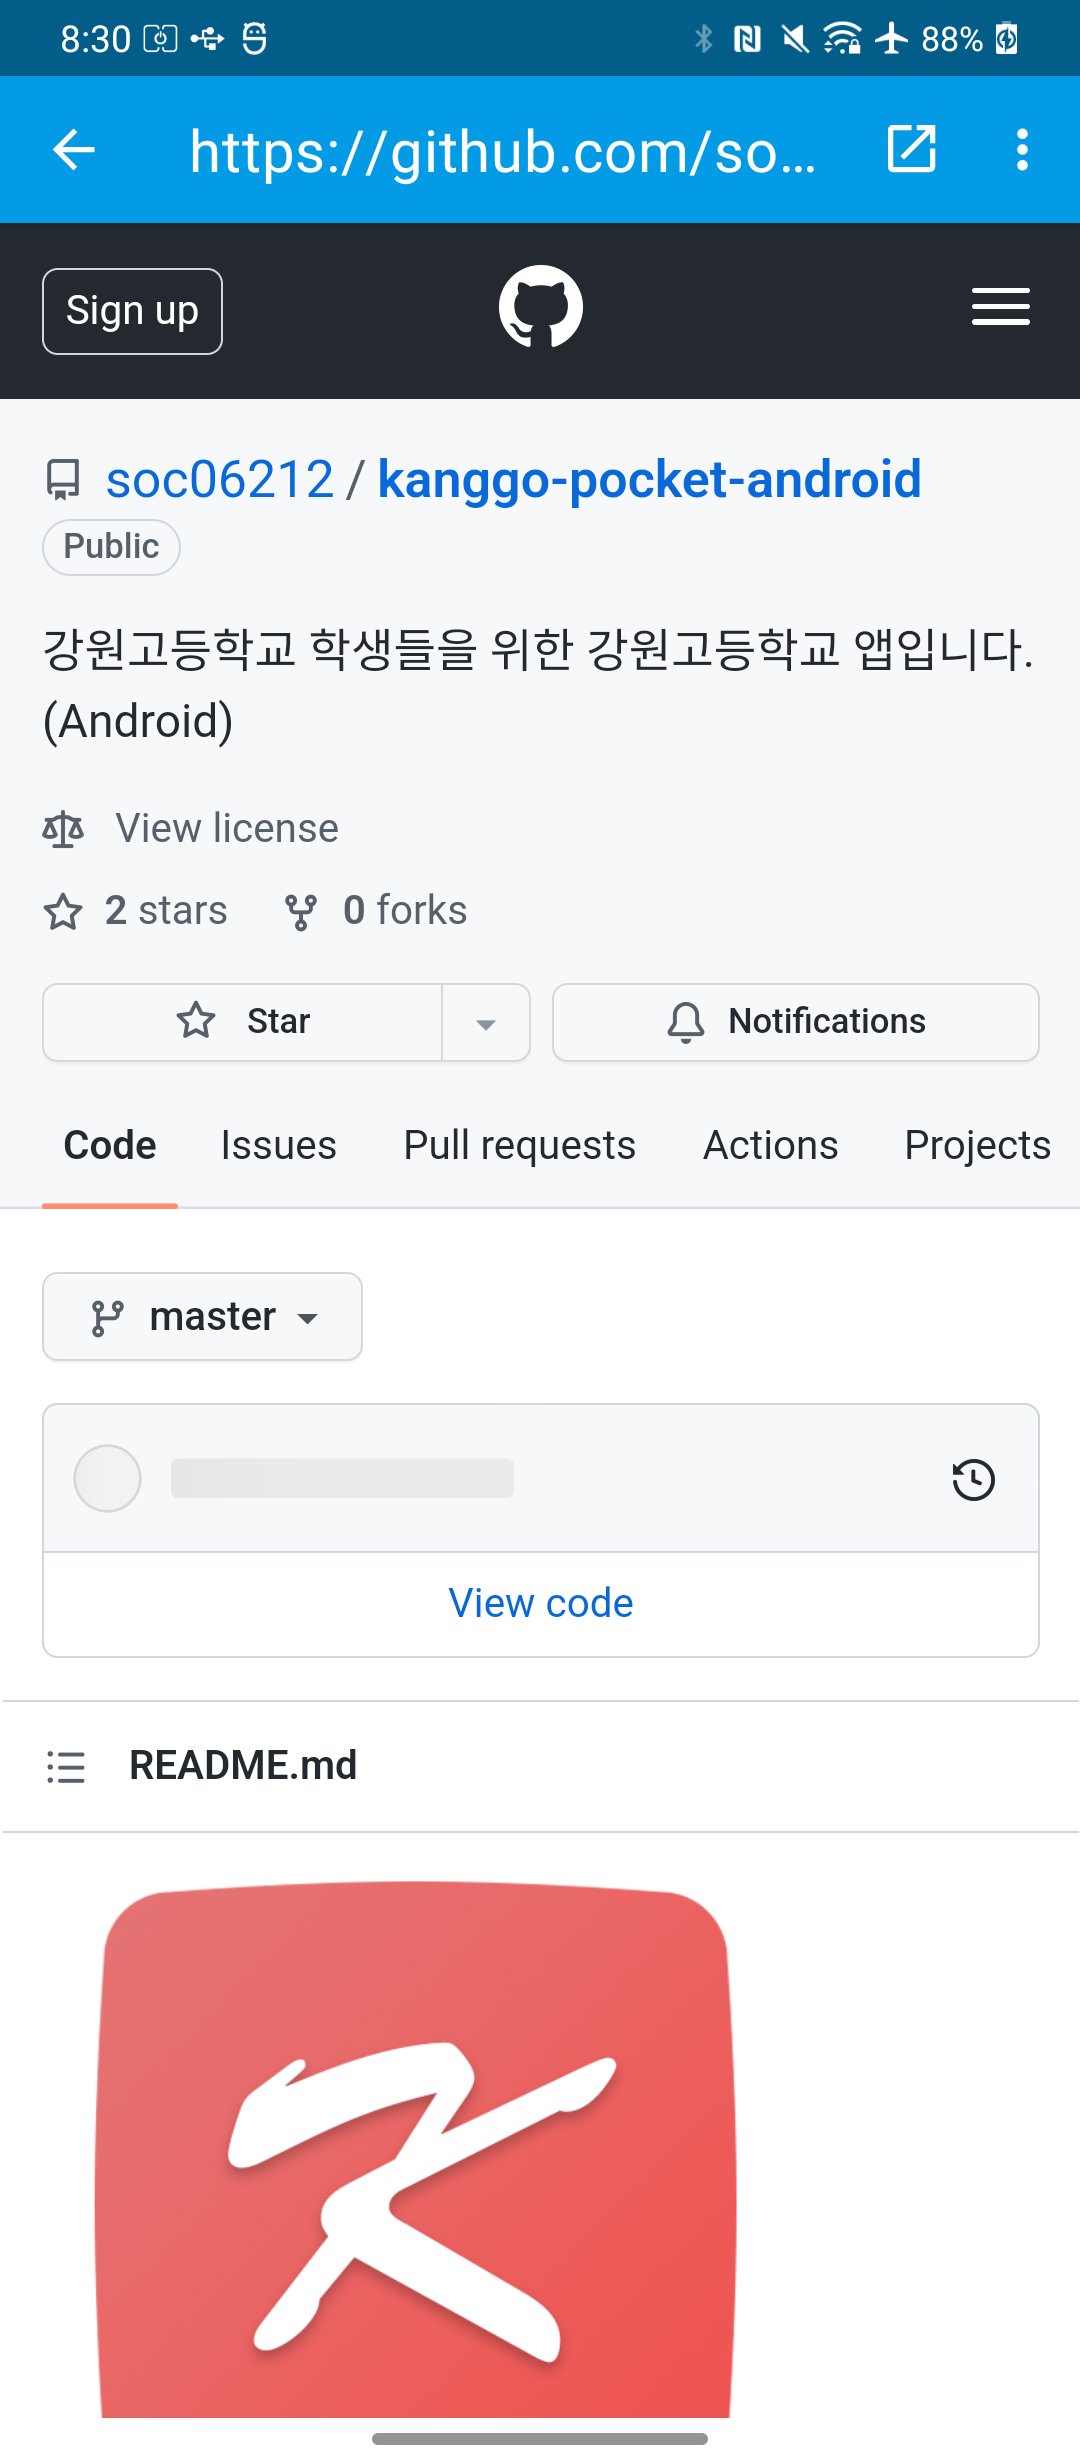 8:30
88%
https://github.com/so...
Sign up
soc06212 / kanggo-pocket-android
Public
강원고등학교 학생들을 위한 강원고등학교 앱입니다.
(Android)
View license
2 stars 0 forks
Star Notifications
Code Issues Pull requests Actions Projects
master
View code
README.md
K